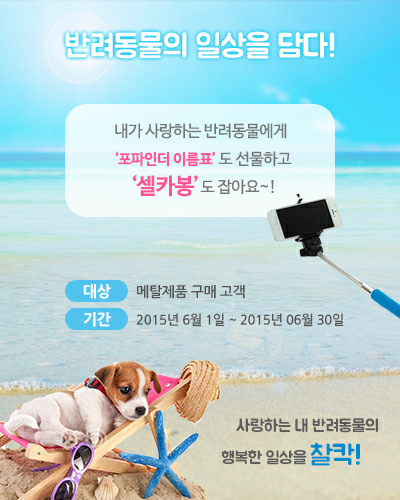 반려동물의 일상을 담다!
내가 사랑하는 반려동물에게
‘포파인더 이름표’ 도 선물하고
‘셀카봉’ 도 잡아요~!
대상 메탈제품 구매 고객
기간 2015년 6월 1일 ~ 2015년 06월 30일
사랑하는 내 반려동물의
행복한 일상을 찰칵!